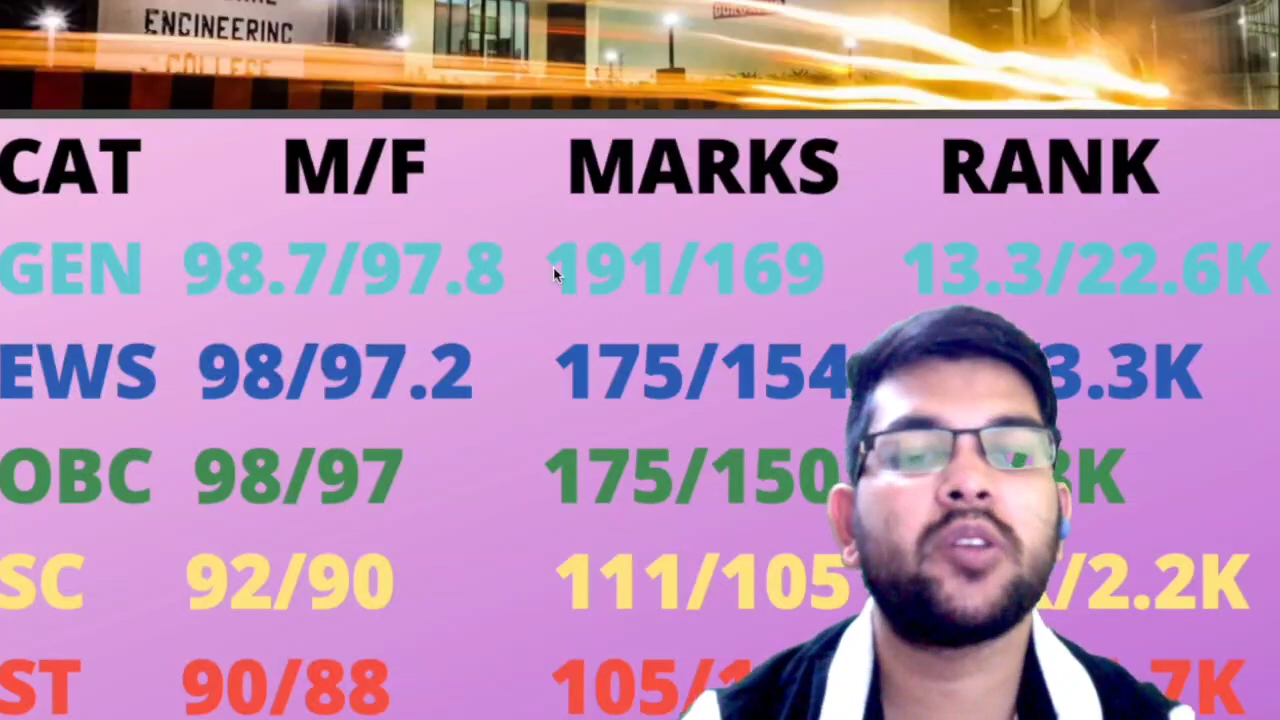 ENGINEERING
COLLEGE
CAT M/F MARKS RANK
GEN 98.7/97.8 191/169 13.3/22.6K
EWS 98/97.2 175/154 3.3K
OBC 98/97 175/150 K
SC 92/90 111/105 /2.2K
ST 90/88 105/1 7K